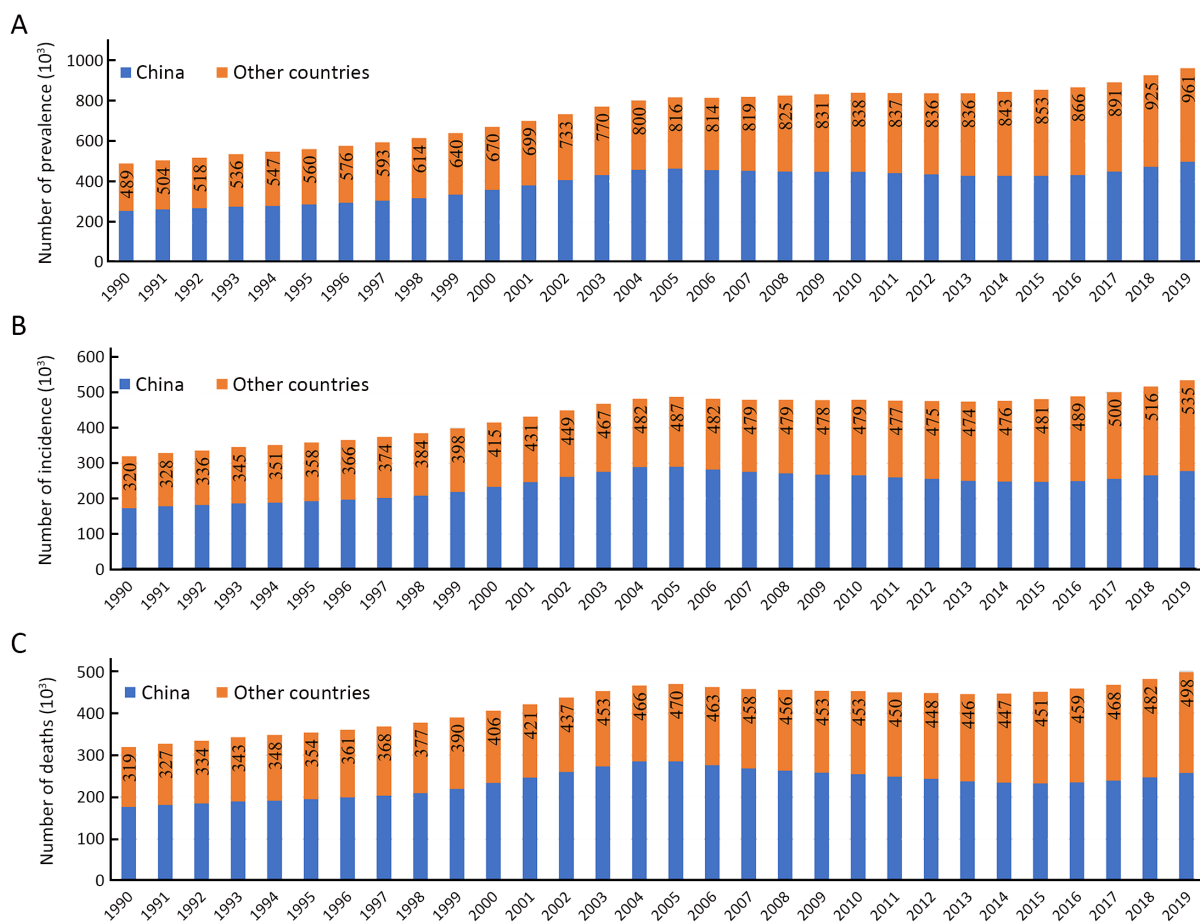 A
Number of prevalence (10³)
1000
800
600
400
200
0
China
Other countries
489 504 518 536 547 560 576 593 614 640 670 699 733 770 800 816 814 819 825 831 838 837 836 836 843 853 866 891 925 961
1990 1991 1992 1993 1994 1995 1996 1997 1998 1999 2000 2001 2002 2003 2004 2005 2006 2007 2008 2009 2010 2011 2012 2013 2014 2015 2016 2017 2018 2019
B
Number of incidence (10³)
600
500
400
300
200
100
0
China
Other countries
320 328 336 345 351 358 366 374 384 398 415 431 449 467 482 487 482 479 479 478 479 477 475 474 476 481 489 500 516 535
1990 1991 1992 1993 1994 1995 1996 1997 1998 1999 2000 2001 2002 2003 2004 2005 2006 2007 2008 2009 2010 2011 2012 2013 2014 2015 2016 2017 2018 2019
C
Number of deaths (10³)
500
400
300
200
100
0
China
Other countries
319 327 334 343 348 354 361 368 377 390 406 421 437 453 466 470 463 458 456 453 453 450 448 446 447 451 459 468 482 498
1990 1991 1992 1993 1994 1995 1996 1997 1998 1999 2000 2001 2002 2003 2004 2005 2006 2007 2008 2009 2010 2011 2012 2013 2014 2015 2016 2017 2018 2019